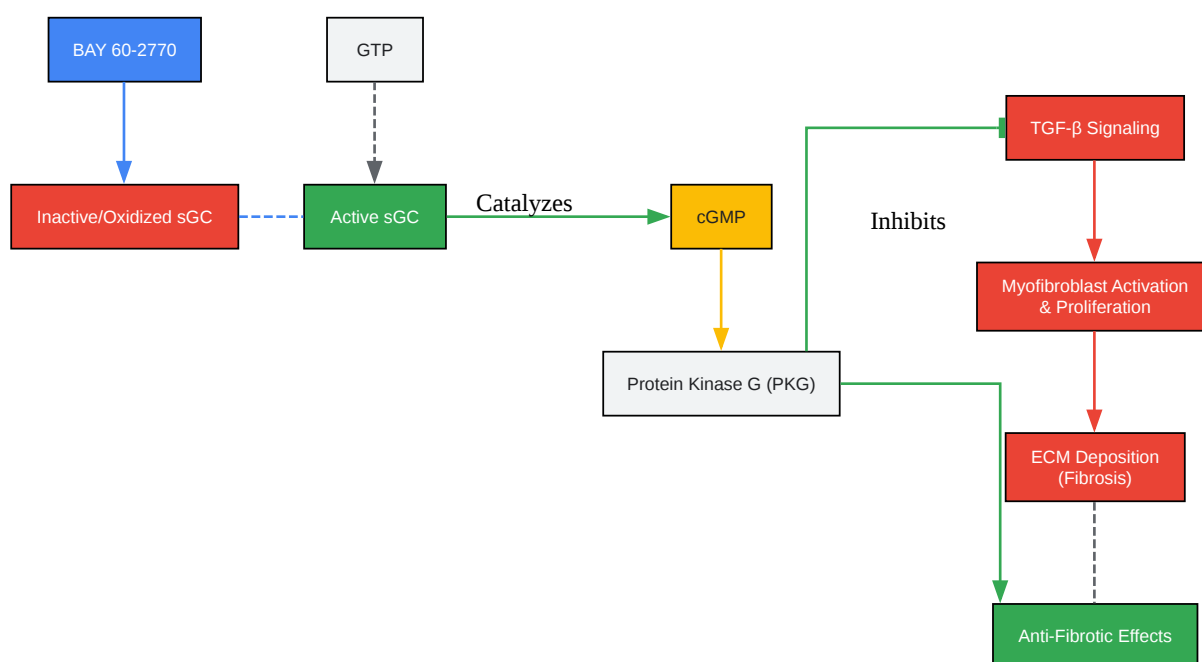 BAY 60-2770
GTP
TGF-β Signaling
Inactive/Oxidized sGC
Active sGC
Catalyzes
cGMP
Inhibits
Myofibroblast Activation
& Proliferation
Protein Kinase G (PKG)
ECM Deposition
(Fibrosis)
Anti-Fibrotic Effects